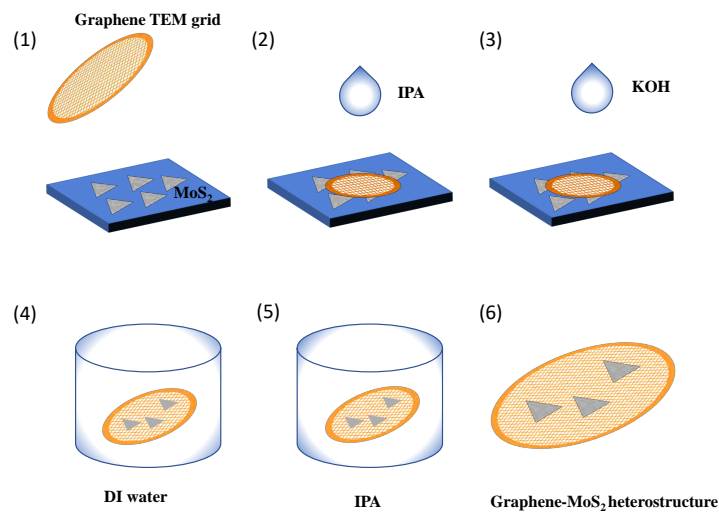 Graphene TEM grid
(1)
(2)
(3)
IPA
KOH
MoS₂
(4)
(5)
(6)
DI water
IPA
Graphene-MoS₂ heterostructure